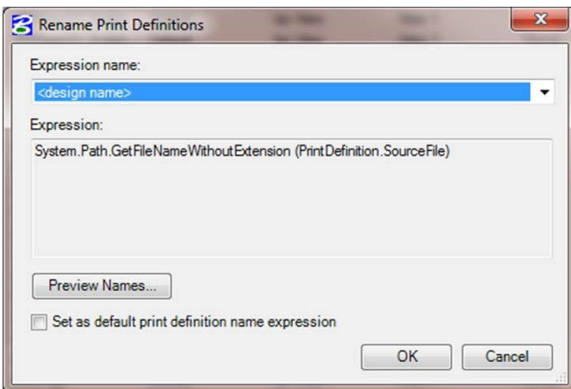 Rename Print Definitions
Expression name:
<design name>
Expression:
System.Path.GetFileNameWithoutExtension (PrintDefinition.SourceFile)
Preview Names...
Set as default print definition name expression
OK
Cancel